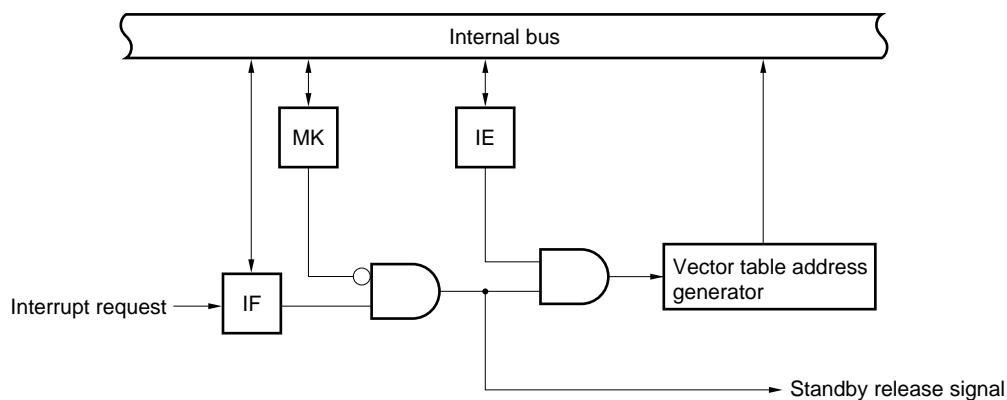 Internal bus
MK
IE
Vector table address
generator
Interrupt request
IF
Standby release signal